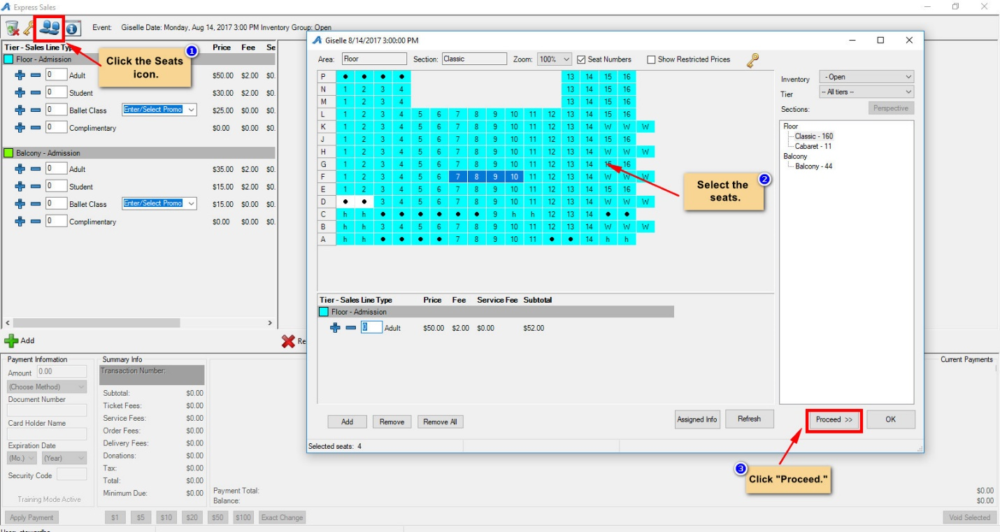 Express Sales
Event: Giselle Date: Monday, Aug 14, 2017 3:00 PM Inventory Group: Open
1
Click the Seats
icon.
Tier - Sales Line Type Price Fee Se
Floor - Admission
0 Adult $50.00 $2.00 $0.
0 Student $30.00 $2.00 $0.
0 Ballet Class Enter/Select Promo $25.00 $0.00 $0.
0 Complimentary $0.00 $0.00 $0.
Balcony - Admission
0 Adult $35.00 $2.00 $0.
0 Student $15.00 $2.00 $0.
0 Ballet Class Enter/Select Promo $15.00 $0.00 $0.
0 Complimentary $0.00 $0.00 $0.
Add
Re
Giselle 8/14/2017 3:00:00 PM
Area: Floor Section: Classic Zoom: 100% Seat Numbers Show Restricted Prices
P 13 14 15 16
N 1 2 3 4 13 14 15 16
M 1 2 3 4 13 14 15 16
L 1 2 3 4 5 6 7 8 9 10 11 12 13 14 15 16
K 1 2 3 4 5 6 7 8 9 10 11 12 13 14 W W W
J 1 2 3 4 5 6 7 8 9 10 11 12 13 14 15 16
H 1 2 3 4 5 6 7 8 9 10 11 12 13 14 W W W
G 1 2 3 4 5 6 7 8 9 10 11 12 13 14 15 16
F 1 2 3 4 5 6 7 8 9 10 11 12 13 14 W W W
E 1 2 3 4 5 6 7 8 9 10 11 12 13 14 15 16
D 3 4 5 6 7 8 9 10 11 12 13 14 W W W
C h h 9 h h 12 13 14
B h h 3 4 5 6 7 8 9 10 11 12 13 14 W W W
A h h 7 8 9 10 11 14 h h
2
Select the
seats.
Inventory - Open
Tier -- All tiers --
Sections: Perspective
Floor
Classic - 160
Cabaret - 11
Balcony
Balcony - 44
Tier - Sales Line Type Price Fee Service Fee Subtotal
Floor - Admission
0 Adult $50.00 $2.00 $0.00 $52.00
Add Remove Remove All Assigned Info Refresh Proceed >> OK
Selected seats: 4
3
Click "Proceed."
Payment Information
Amount 0.00
(Choose Method)
Document Number
Card Holder Name
Expiration Date
(Mo.) (Year)
Security Code
Training Mode Active
Summary Info
Transaction Number:
Subtotal: $0.00
Ticket Fees: $0.00
Service Fees: $0.00
Order Fees: $0.00
Delivery Fees: $0.00
Donations: $0.00
Tax: $0.00
Total: $0.00
Minimum Due: $0.00
Current Payments
Payment Total: $0.00
Balance: $0.00
Apply Payment $1 $5 $10 $20 $50 $100 Exact Change Void Selected